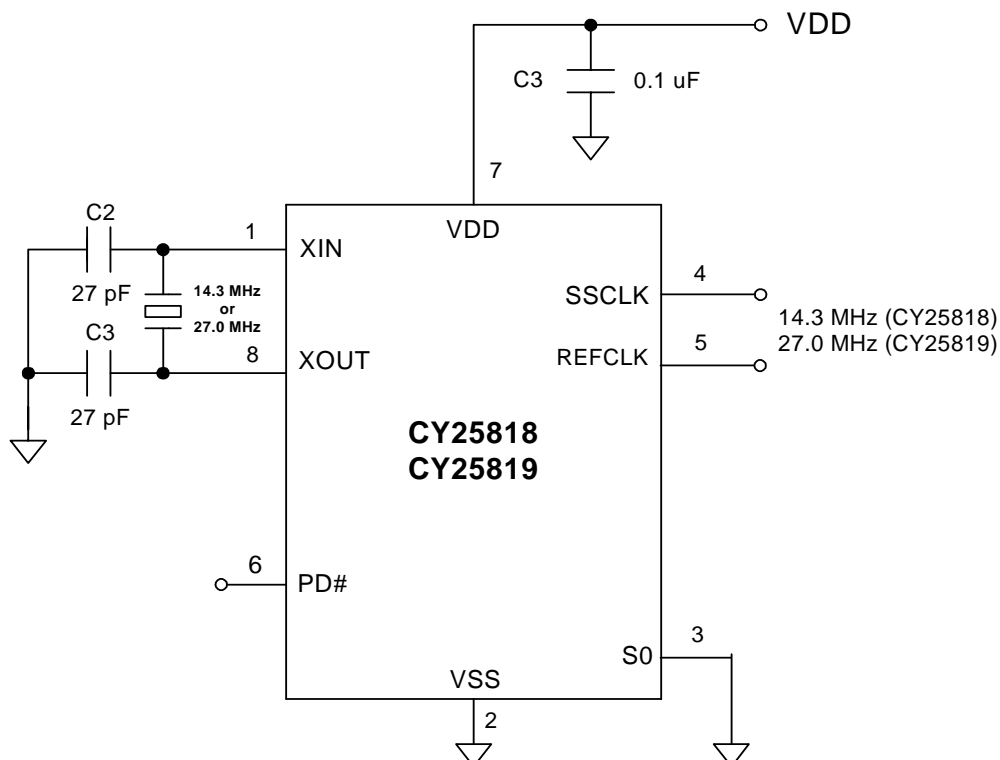 VDD
C3 0.1 uF
7
C2
1
XIN
VDD
27 pF
14.3 MHz
or
27.0 MHz
4
SSCLK
14.3 MHz (CY25818)
C3
8
XOUT
5
REFCLK
27.0 MHz (CY25819)
27 pF
CY25818
CY25819
6
PD#
3
S0
VSS
2